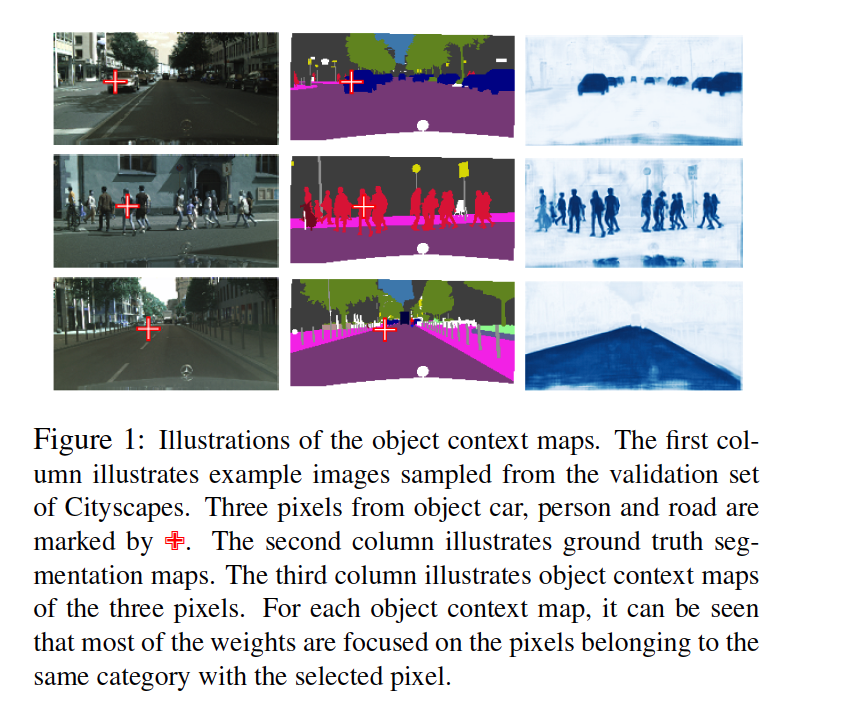 Figure 1: Illustrations of the object context maps. The first col-
umn illustrates example images sampled from the validation set
of Cityscapes. Three pixels from object car, person and road are
marked by . The second column illustrates ground truth seg-
mentation maps. The third column illustrates object context maps
of the three pixels. For each object context map, it can be seen
that most of the weights are focused on the pixels belonging to the
same category with the selected pixel.